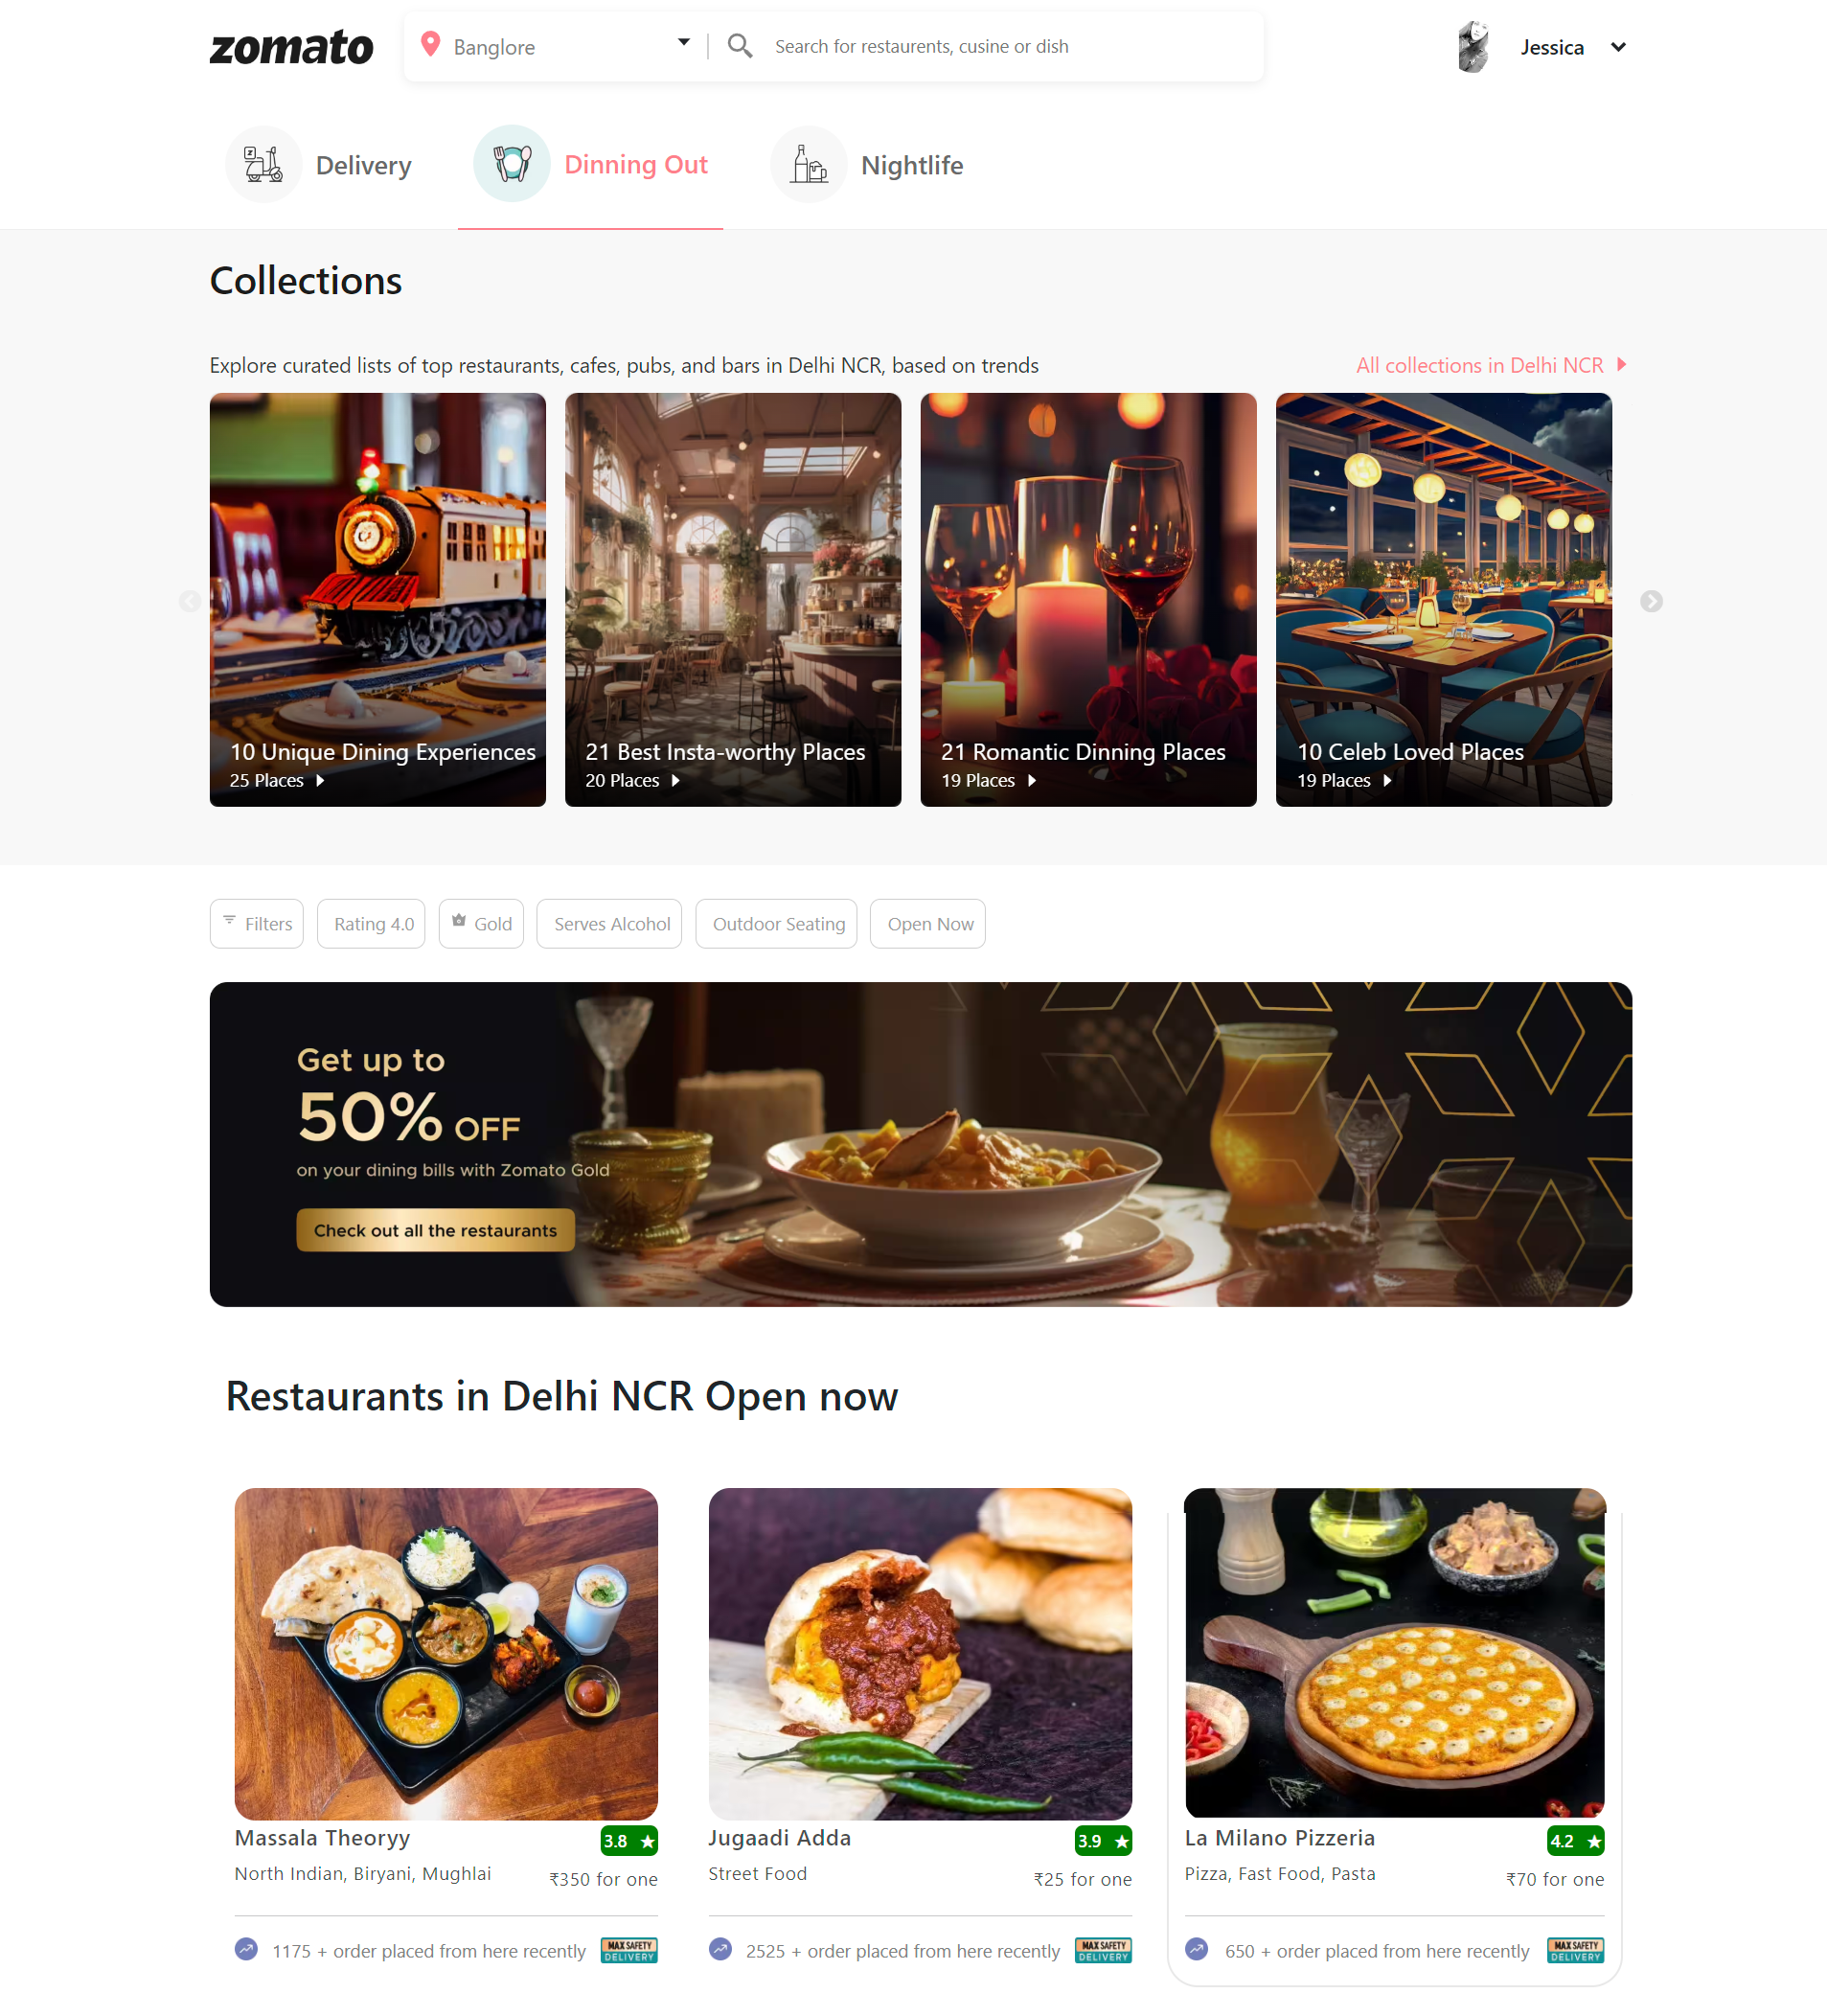 zomato
Banglore
Search for restaurents, cusine or dish
Jessica
Delivery
Dinning Out
Nightlife
Collections
Explore curated lists of top restaurants, cafes, pubs, and bars in Delhi NCR, based on trends
All collections in Delhi NCR
10 Unique Dining Experiences
25 Places
21 Best Insta-worthy Places
20 Places
21 Romantic Dinning Places
19 Places
10 Celeb Loved Places
19 Places
Filters
Rating 4.0
Gold
Serves Alcohol
Outdoor Seating
Open Now
Get up to
50% OFF
on your dining bills with Zomato Gold
Check out all the restaurants
Restaurants in Delhi NCR Open now
Massala Theoryy
3.8
North Indian, Biryani, Mughlai
₹350 for one
1175 + order placed from here recently
MAX SAFETY
DELIVERY
Jugaadi Adda
3.9
Street Food
₹25 for one
2525 + order placed from here recently
MAX SAFETY
DELIVERY
La Milano Pizzeria
4.2
Pizza, Fast Food, Pasta
₹70 for one
650 + order placed from here recently
MAX SAFETY
DELIVERY